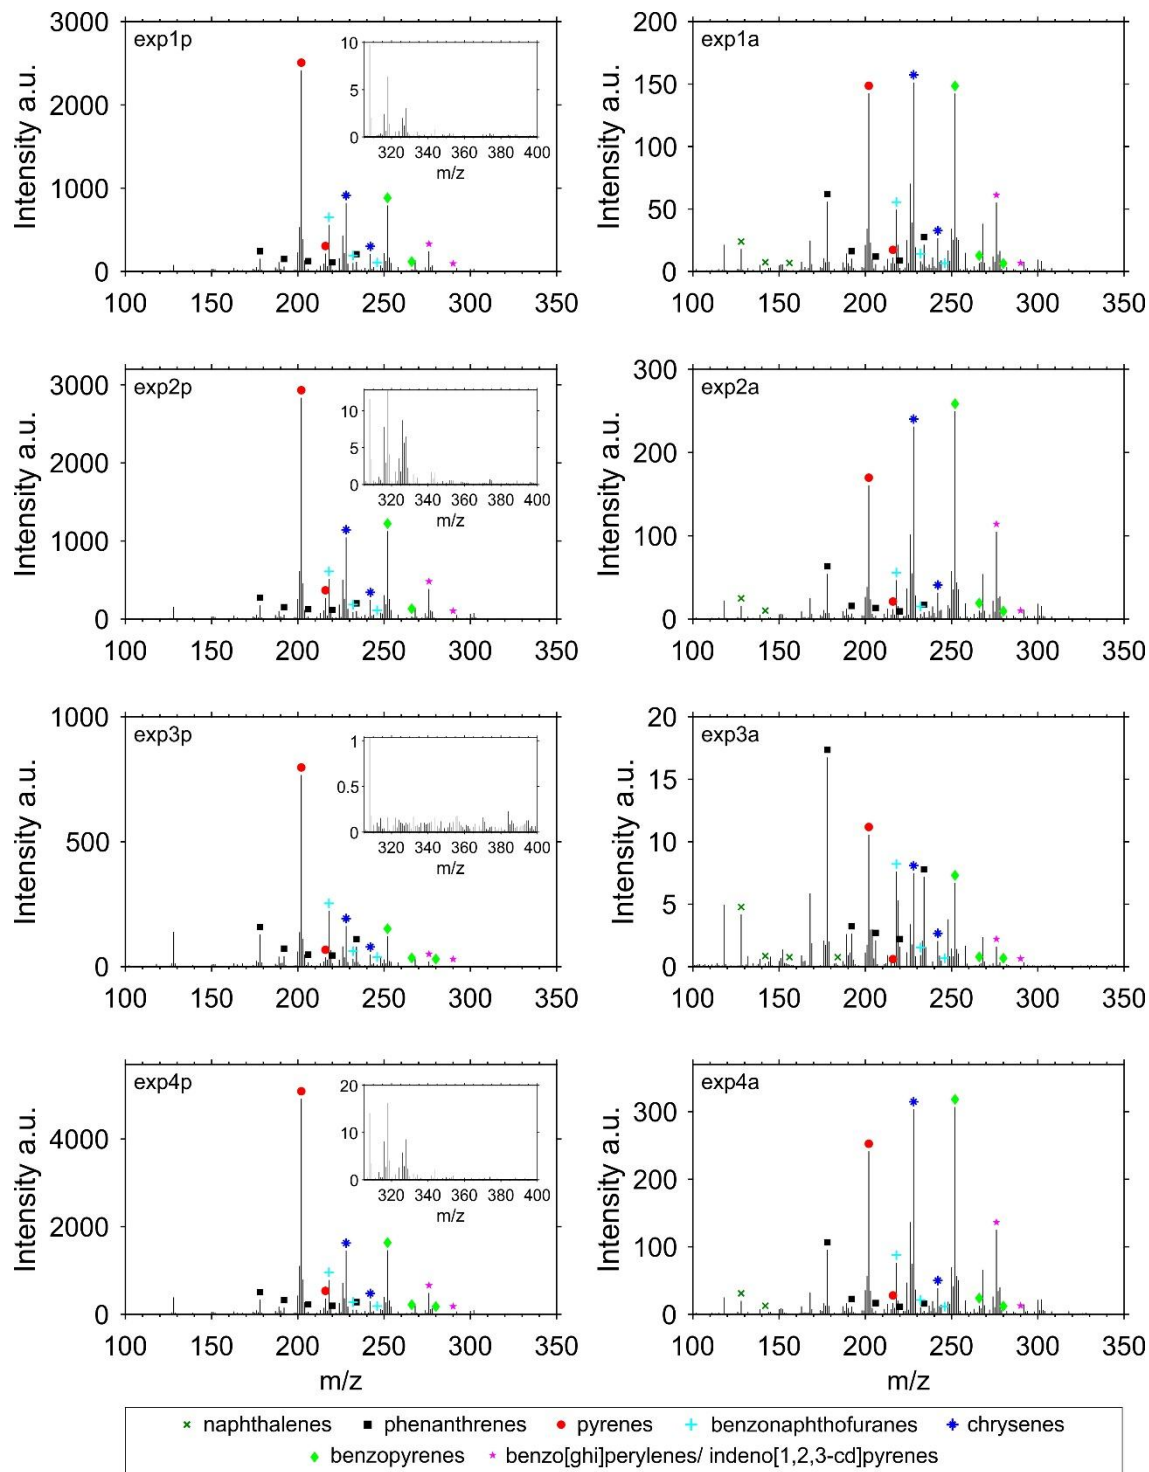 exp1p
Intensity a.u.
3000
2000
1000
0
100 150 200 250 300 350
10
5
0
320 340 360 380 400
m/z
exp1a
Intensity a.u.
200
150
100
50
0
100 150 200 250 300 350
exp2p
Intensity a.u.
3000
2000
1000
0
100 150 200 250 300 350
10
5
0
320 340 360 380 400
m/z
exp2a
Intensity a.u.
300
200
100
0
100 150 200 250 300 350
exp3p
Intensity a.u.
1000
500
0
100 150 200 250 300 350
1
0.5
0
320 340 360 380 400
m/z
exp3a
Intensity a.u.
20
15
10
5
0
100 150 200 250 300 350
exp4p
Intensity a.u.
4000
2000
0
100 150 200 250 300 350
m/z
20
10
0
320 340 360 380 400
m/z
exp4a
Intensity a.u.
300
200
100
0
100 150 200 250 300 350
m/z
naphthalenes phenanthrenes pyrenes benzonaphthofuranes chrysenes
benzopyrenes benzo[ghi]perylenes/ indeno[1,2,3-cd]pyrenes